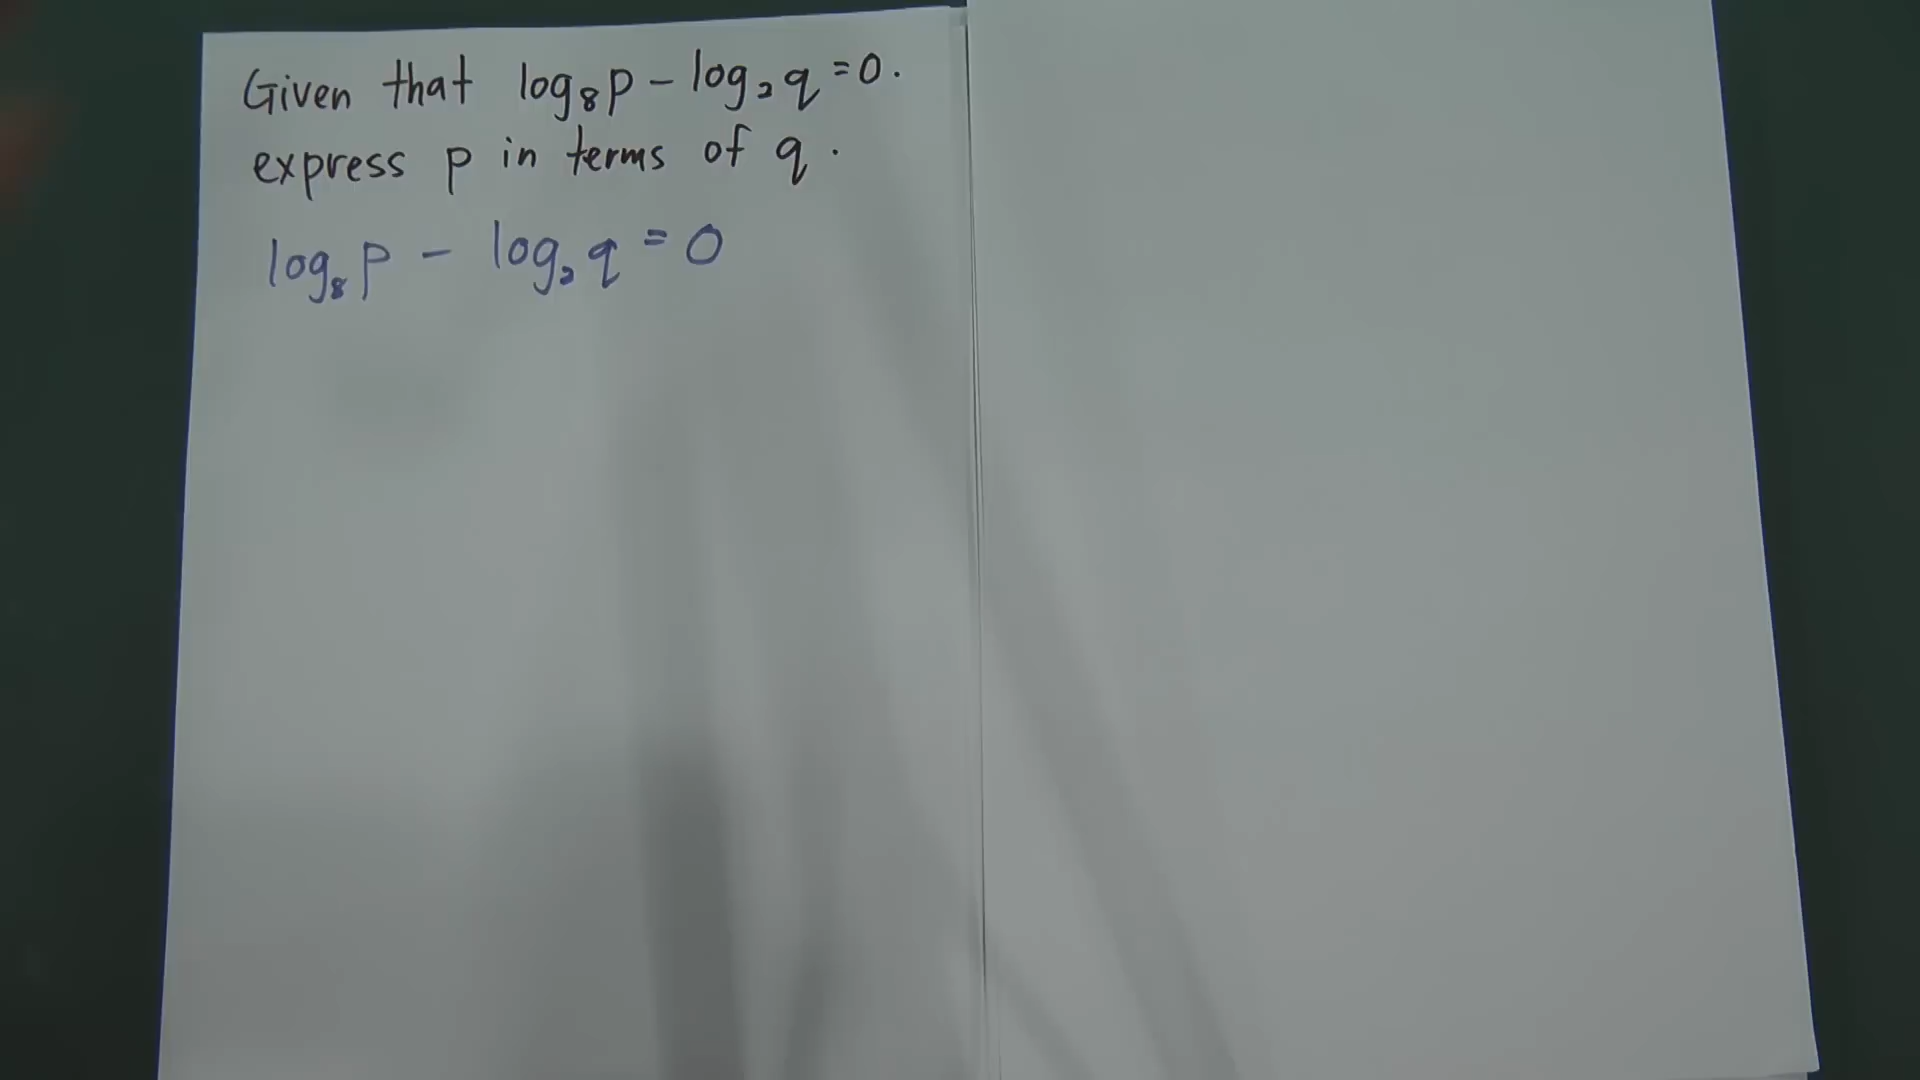 Given that log₈p - log₂q = 0.
express p in terms of q.
log₈p - log₂q = 0